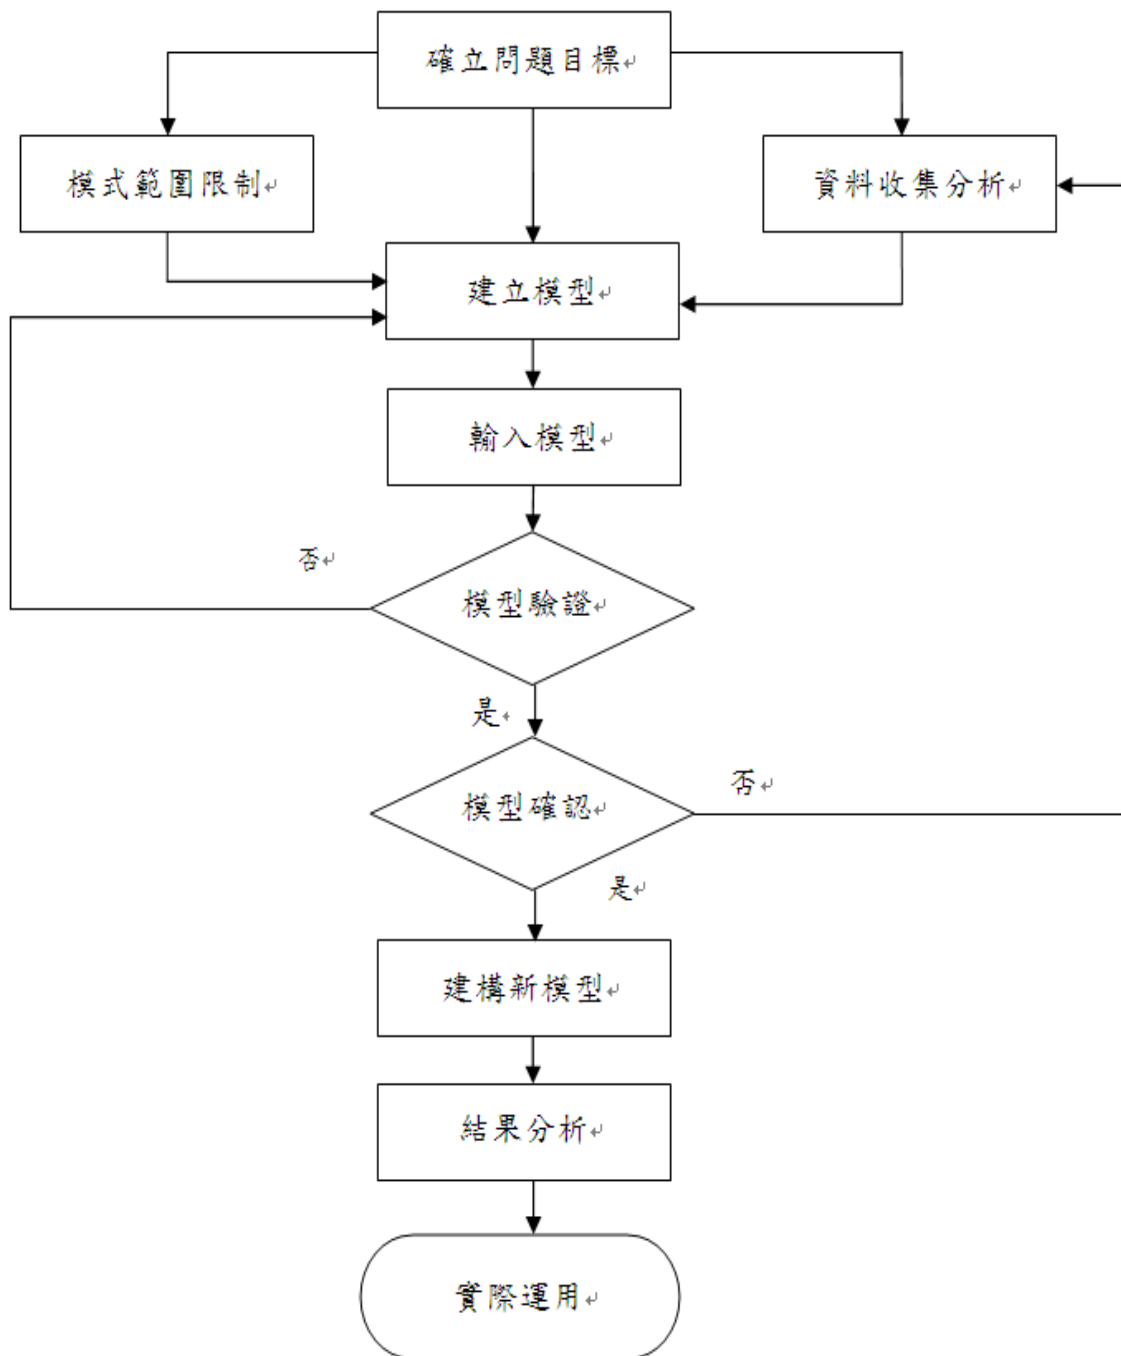 確立問題目標
模式範圍限制
資料收集分析
建立模型
輸入模型
否
模型驗證
是
模型確認
否
是
建構新模型
結果分析
實際運用